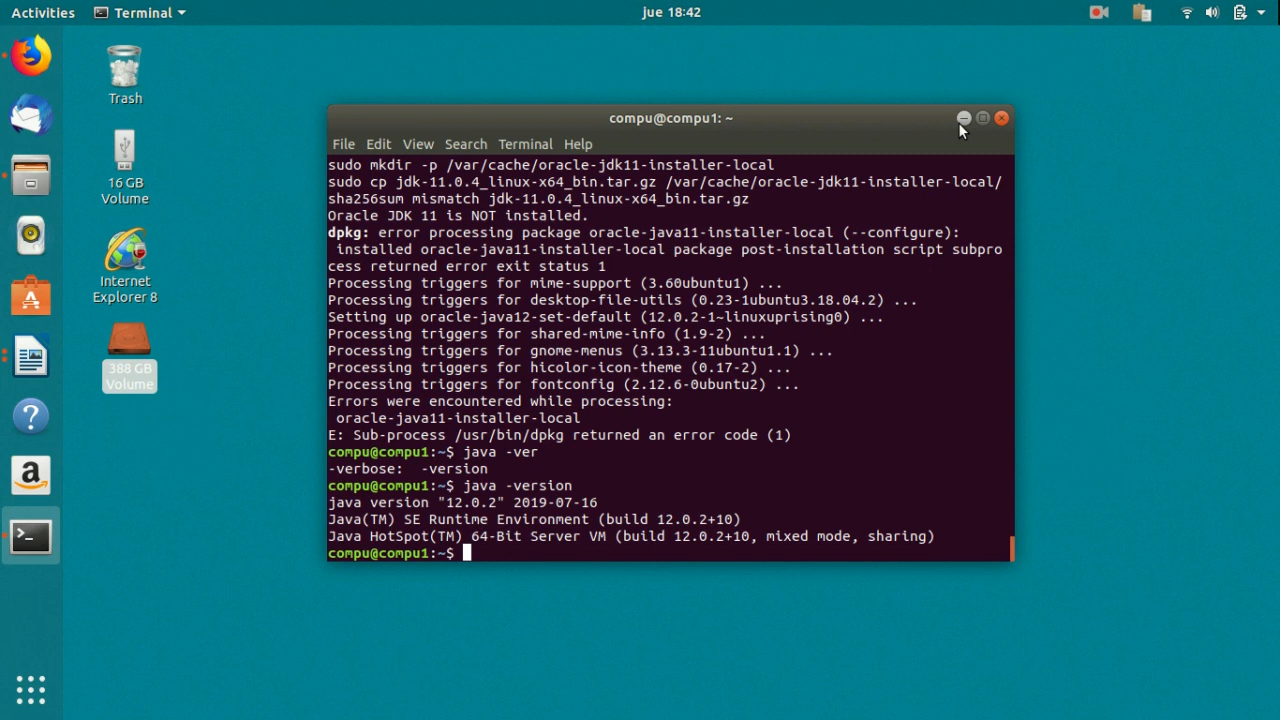 Activities
Terminal
jue 18:42
Trash
16 GB
Volume
Internet
Explorer 8
388 GB
Volume
compu@compu1: ~
File Edit View Search Terminal Help
sudo mkdir -p /var/cache/oracle-jdk11-installer-local
sudo cp jdk-11.0.4_linux-x64_bin.tar.gz /var/cache/oracle-jdk11-installer-local/
sha256sum mismatch jdk-11.0.4_linux-x64_bin.tar.gz
Oracle JDK 11 is NOT installed.
dpkg: error processing package oracle-java11-installer-local (--configure):
 installed oracle-java11-installer-local package post-installation script subpro
cess returned error exit status 1
Processing triggers for mime-support (3.60ubuntu1) ...
Processing triggers for desktop-file-utils (0.23-1ubuntu3.18.04.2) ...
Setting up oracle-java12-set-default (12.0.2-1~linuxuprising0) ...
Processing triggers for shared-mime-info (1.9-2) ...
Processing triggers for gnome-menus (3.13.3-11ubuntu1.1) ...
Processing triggers for hicolor-icon-theme (0.17-2) ...
Processing triggers for fontconfig (2.12.6-0ubuntu2) ...
Errors were encountered while processing:
 oracle-java11-installer-local
E: Sub-process /usr/bin/dpkg returned an error code (1)
compu@compu1:~$ java -ver
-verbose:  -version
compu@compu1:~$ java -version
java version "12.0.2" 2019-07-16
Java(TM) SE Runtime Environment (build 12.0.2+10)
Java HotSpot(TM) 64-Bit Server VM (build 12.0.2+10, mixed mode, sharing)
compu@compu1:~$